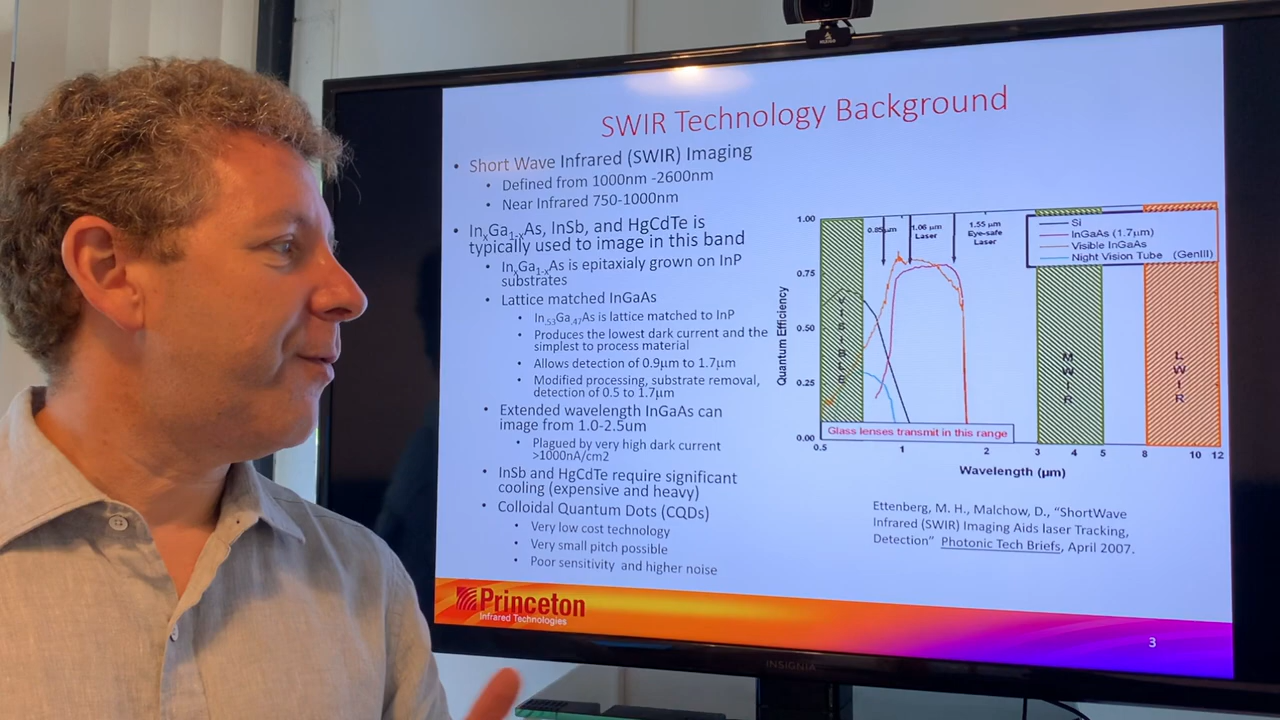 SWIR Technology Background
• Short Wave Infrared (SWIR) Imaging
• Defined from 1000nm -2600nm
• Near Infrared 750-1000nm
• InxGa1-xAs, InSb, and HgCdTe is
typically used to image in this band
• InxGa1-xAs is epitaxialy grown on InP
substrates
• Lattice matched InGaAs
• In.53Ga.47As is lattice matched to InP
• Produces the lowest dark current and the
simplest to process material
• Allows detection of 0.9µm to 1.7µm
• Modified processing, substrate removal,
detection of 0.5 to 1.7µm
• Extended wavelength InGaAs can
image from 1.0-2.5um
• Plagued by very high dark current
>1000nA/cm2
• InSb and HgCdTe require significant
cooling (expensive and heavy)
• Colloidal Quantum Dots (CQDs)
• Very low cost technology
• Very small pitch possible
• Poor sensitivity and higher noise
Quantum Efficiency
1.00
0.75
0.50
0.25
0.00
VISIBLE
0.85µm
1.06 µm
Laser
1.55 µm
Eye-safe
Laser
Si
InGaAs (1.7µm)
Visible InGaAs
Night Vision Tube (GenIII)
MWIR
LWIR
Glass lenses transmit in this range
0.5 1 2 3 4 5 8 10 12
Wavelength (µm)
Ettenberg, M. H., Malchow, D., “ShortWave
Infrared (SWIR) Imaging Aids laser Tracking,
Detection” Photonic Tech Briefs, April 2007.
Princeton
Infrared Technologies
3
INSIGNIA